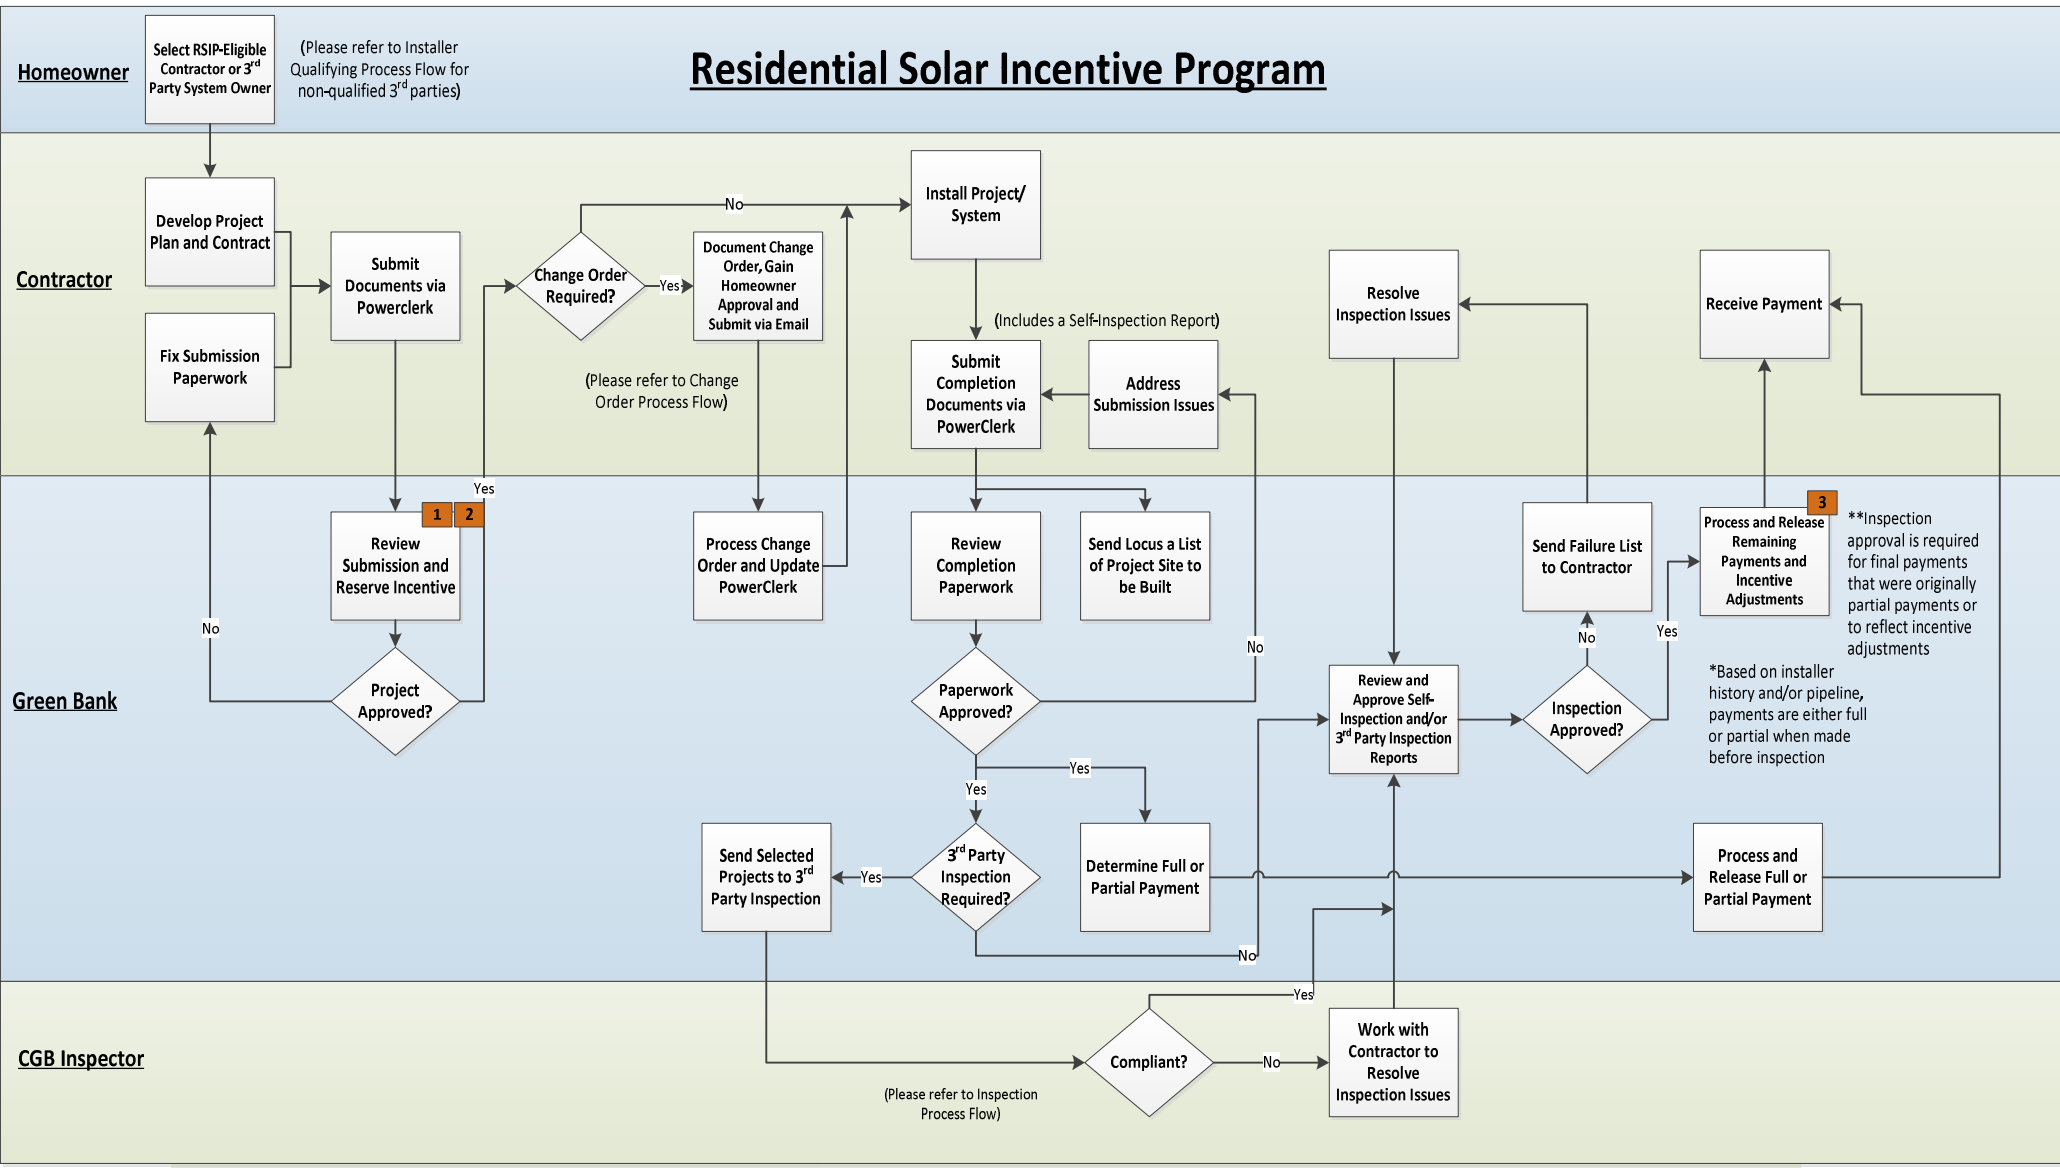 Residential Solar Incentive Program
Homeowner
Select RSIP-Eligible
Contractor or 3rd
Party System Owner
(Please refer to Installer
Qualifying Process Flow for
non-qualified 3rd parties)
Contractor
Develop Project
Plan and Contract
Fix Submission
Paperwork
Submit
Documents via
Powerclerk
Change Order
Required?
No
Yes
Document Change
Order, Gain
Homeowner
Approval and
Submit via Email
(Please refer to Change
Order Process Flow)
Install Project/
System
(Includes a Self-Inspection Report)
Submit
Completion
Documents via
PowerClerk
Address
Submission Issues
Resolve
Inspection Issues
Receive Payment
Green Bank
Yes
1
2
Review
Submission and
Reserve Incentive
No
Project
Approved?
Process Change
Order and Update
PowerClerk
Review
Completion
Paperwork
Send Locus a List
of Project Site to
be Built
No
Paperwork
Approved?
Yes
Yes
Send Selected
Projects to 3rd
Party Inspection
Yes
3rd Party
Inspection
Required?
No
Determine Full or
Partial Payment
Review and
Approve Self-
Inspection and/or
3rd Party Inspection
Reports
Send Failure List
to Contractor
No
Inspection
Approved?
Yes
3
Process and Release
Remaining
Payments and
Incentive
Adjustments
**Inspection
approval is required
for final payments
that were originally
partial payments or
to reflect incentive
adjustments
*Based on installer
history and/or pipeline,
payments are either full
or partial when made
before inspection
Process and
Release Full or
Partial Payment
CGB Inspector
(Please refer to Inspection
Process Flow)
Compliant?
Yes
No
Work with
Contractor to
Resolve
Inspection Issues